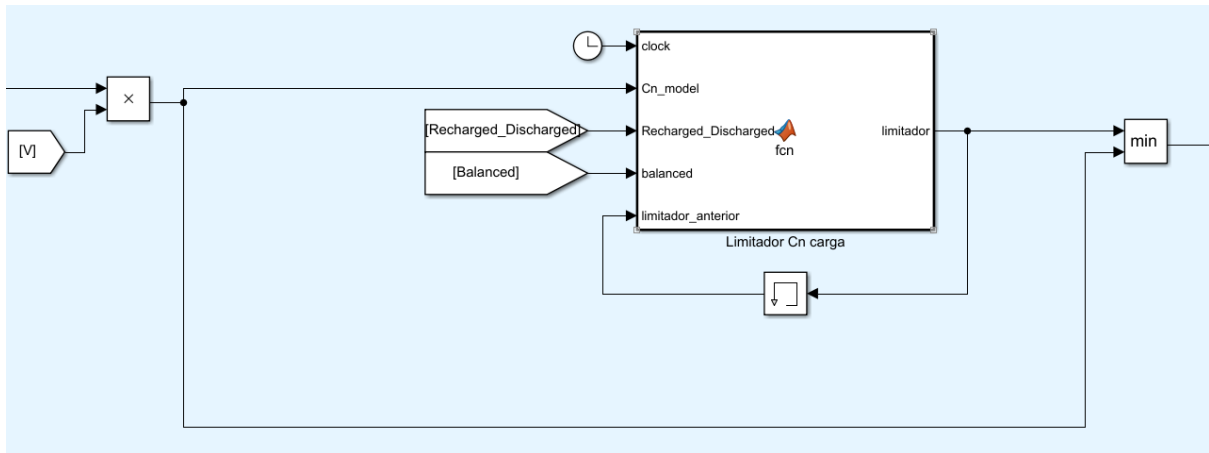 clock
×
Cn_model
[V]
[Recharged_Discharged]
Recharged_Discharged
fcn
limitador
min
[Balanced]
balanced
limitador_anterior
Limitador Cn carga